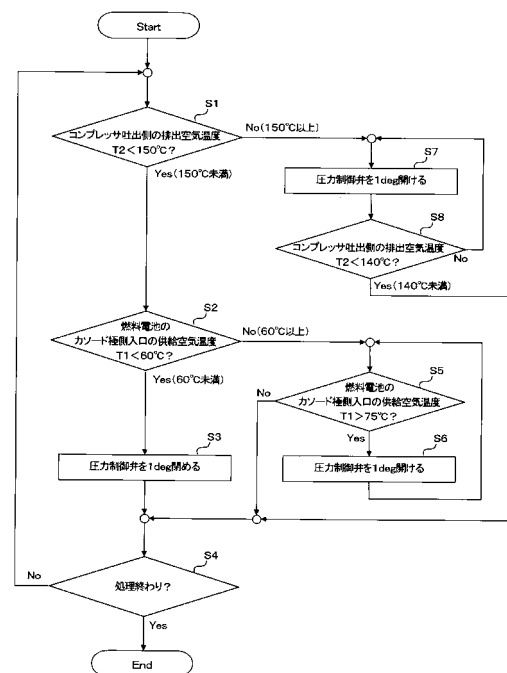 Start
S1
コンプレッサ吐出側の排出空気温度
T2<150℃?
No(150℃以上)
Yes(150℃未満)
S7
圧力制御弁を1deg開ける
S8
コンプレッサ吐出側の排出空気温度
T2<140℃?
No
Yes(140℃未満)
S2
燃料電池の
カソード極側入口の供給空気温度
T1<60℃?
No(60℃以上)
Yes(60℃未満)
S5
燃料電池の
カソード極側入口の供給空気温度
T1>75℃?
No
Yes
S3
圧力制御弁を1deg閉める
S6
圧力制御弁を1deg開ける
S4
処理終わり?
No
Yes
End